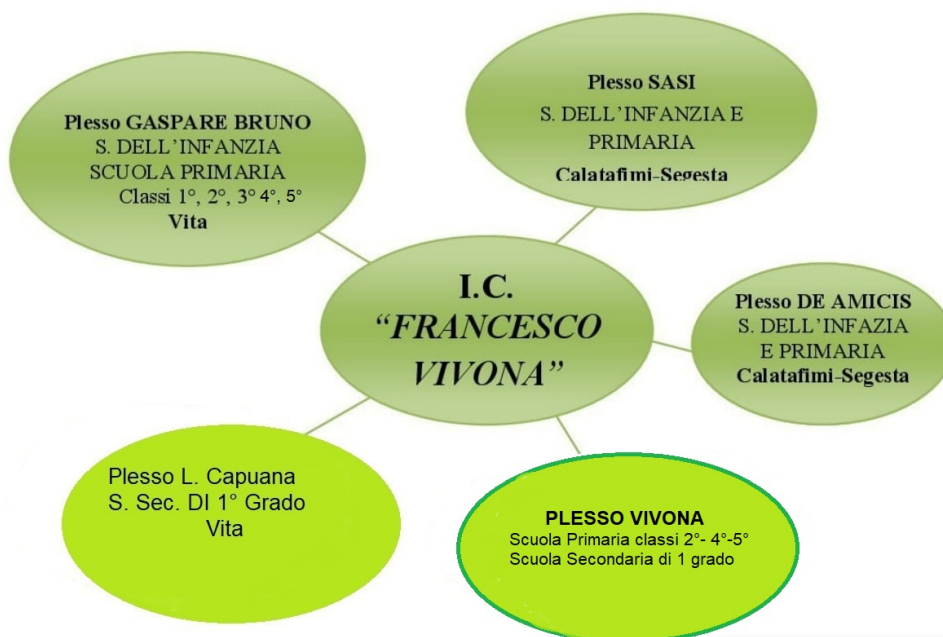 Plesso GASPARE BRUNO
S. DELL'INFANZIA
SCUOLA PRIMARIA
Classi 1°, 2°, 3° 4°, 5°
Vita
Plesso SASI
S. DELL'INFANZIA E
PRIMARIA
Calatafimi-Segesta
I.C.
“FRANCESCO
VIVONA”
Plesso DE AMICIS
S. DELL'INFAZIA
E PRIMARIA
Calatafimi-Segesta
Plesso L. Capuana
S. Sec. DI 1° Grado
Vita
PLESSO VIVONA
Scuola Primaria classi 2°- 4°-5°
Scuola Secondaria di 1 grado